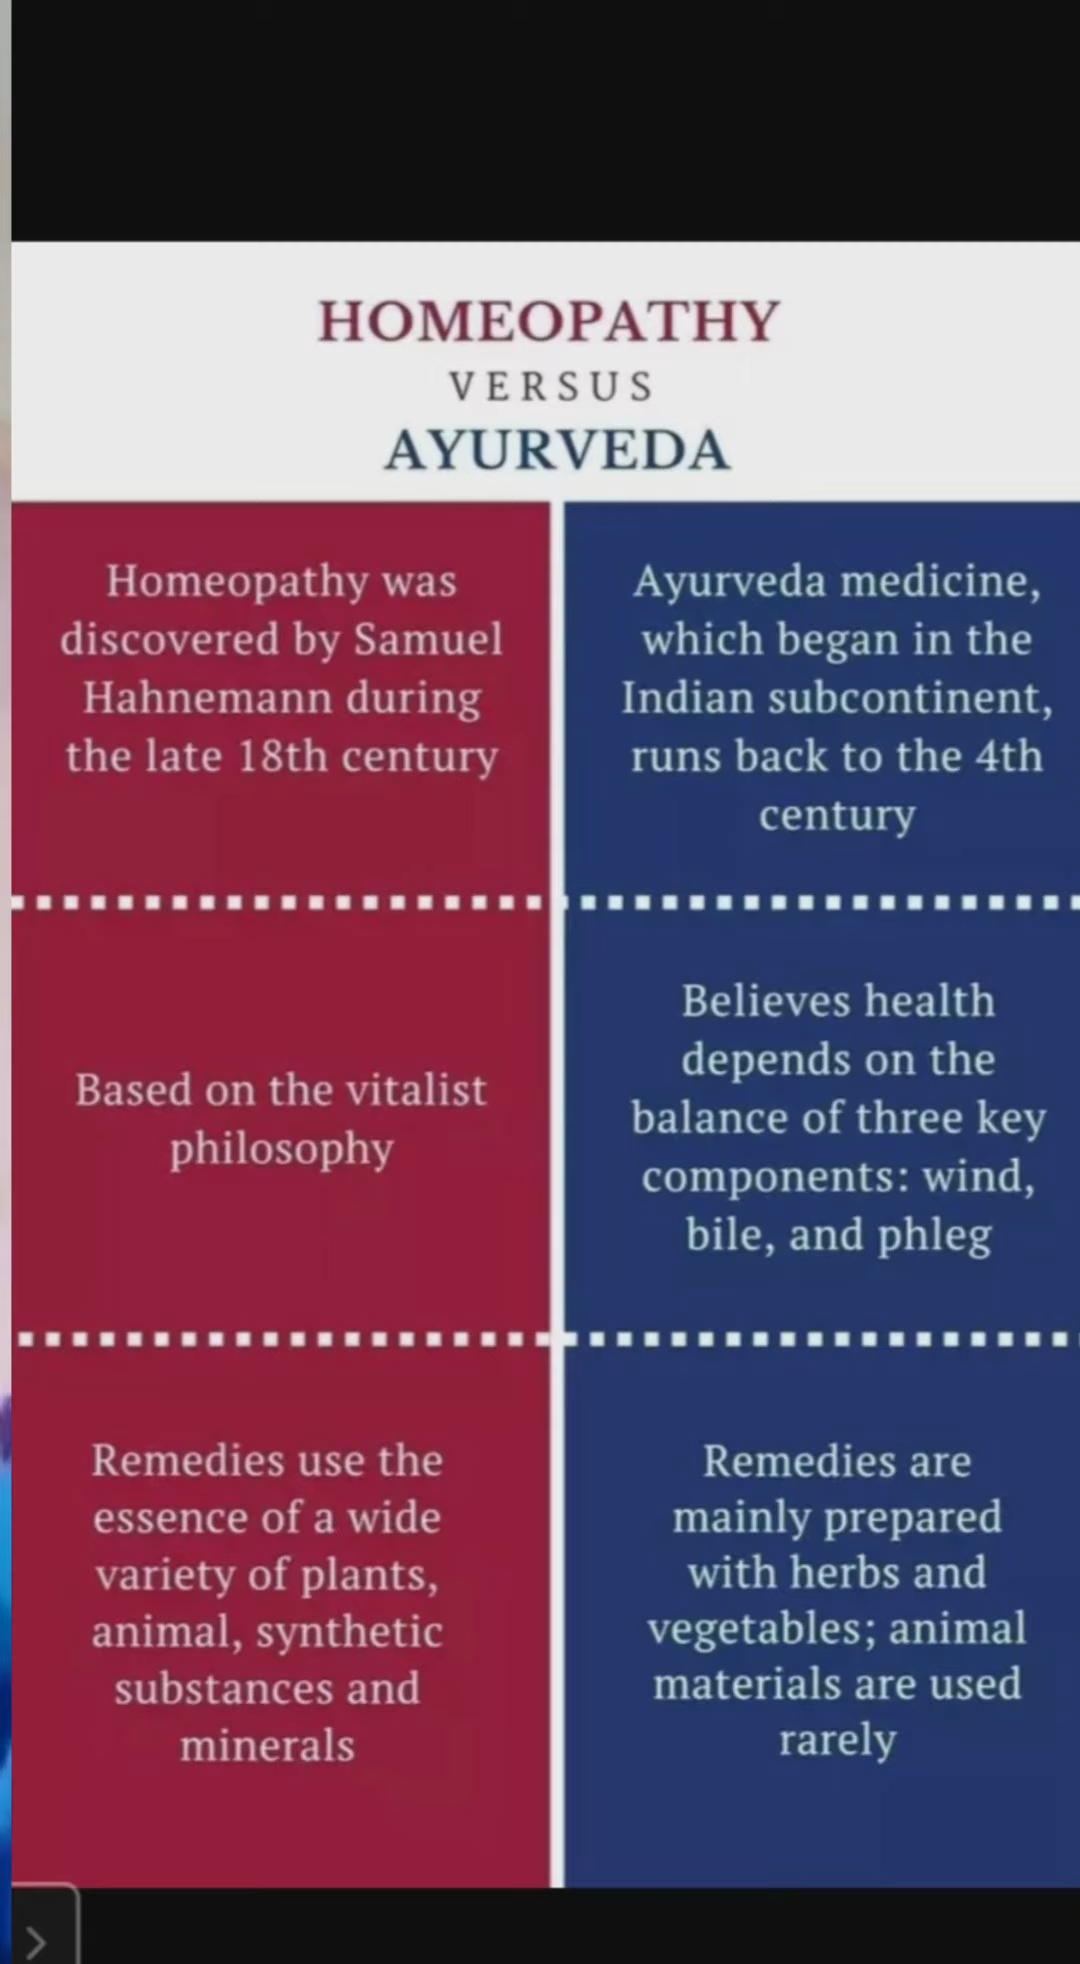 HOMEOPATHY
VERSUS
AYURVEDA
Homeopathy was
discovered by Samuel
Hahnemann during
the late 18th century
Ayurveda medicine,
which began in the
Indian subcontinent,
runs back to the 4th
century
Based on the vitalist
philosophy
Believes health
depends on the
balance of three key
components: wind,
bile, and phleg
Remedies use the
essence of a wide
variety of plants,
animal, synthetic
substances and
minerals
Remedies are
mainly prepared
with herbs and
vegetables; animal
materials are used
rarely